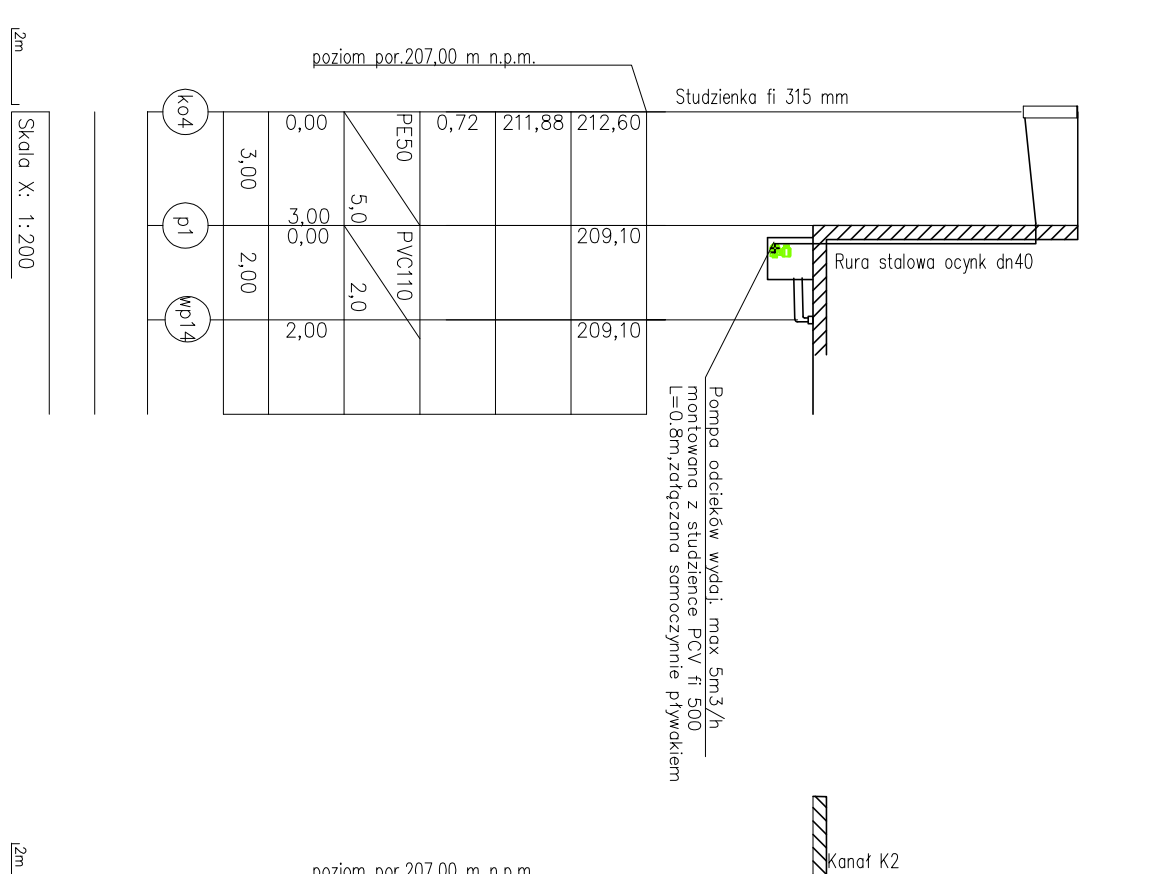 2m
poziom por.207,00 m n.p.m.
Studzienka fi 315 mm
ko4
0,00
PE50
0,72
211,88
212,60
Skala X: 1:200
3,00
5,0
p1
3,00
0,00
PVC110
209,10
2,00
2,0
Rura stalowa ocynk dn40
wp14
2,00
209,10
Pompa odcieków wydaj. max 5m3/h
montowana z studzience PCV fi 500
L=0.8m,załączana samoczynnie pływakiem
2m
poziom por.207,00 m n.p.m.
Kanał K2